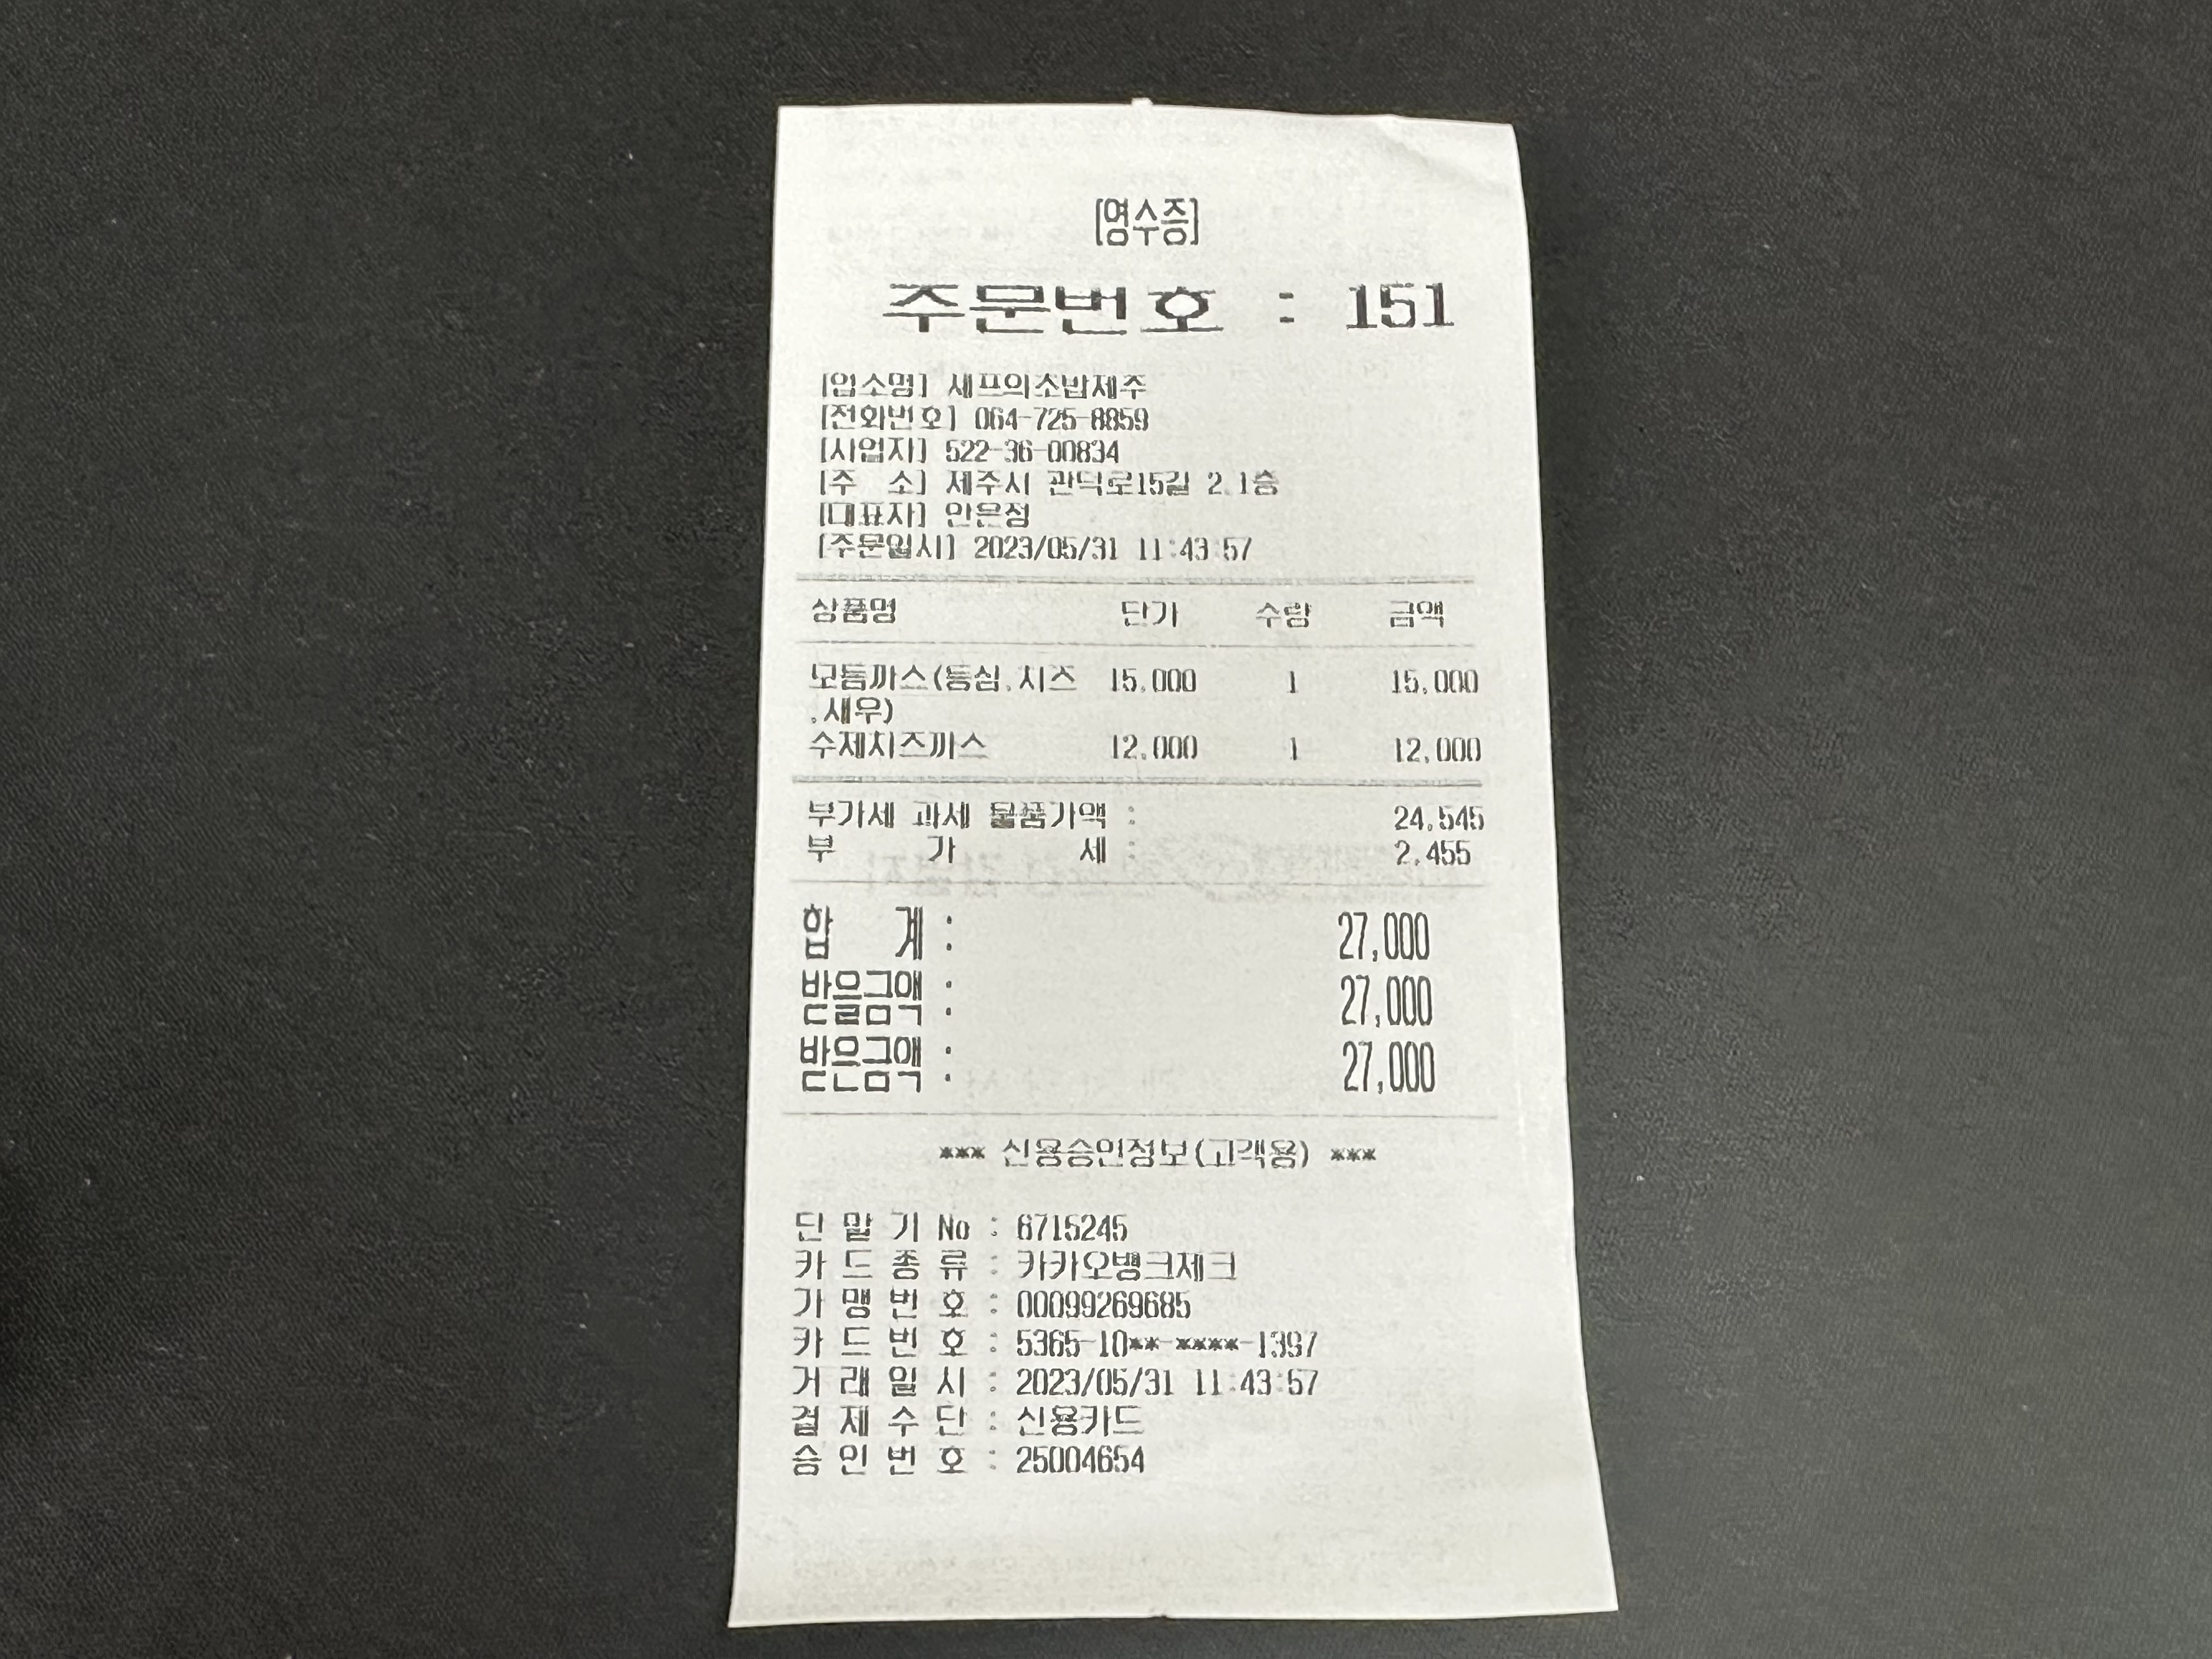 [영수증]
주문번호 : 151
[업소명] 셰프의초밥제주
[전화번호] 064-725-8859
[사업자] 522-36-00834
[주 소] 제주시 관덕로15길 2,1층
[대표자] 안은정
[주문일시] 2023/05/31 11:43:57
상품명 단가 수량 금액
모듬까스(등심,치즈 15,000 1 15,000
,새우)
수제치즈까스 12,000 1 12,000
부가세 과세 물품가액 : 24,545
부 가 세 : 2,455
합 계 : 27,000
받을금액 : 27,000
받은금액 : 27,000
*** 신용승인정보(고객용) ***
단 말 기 No : 6715245
카 드 종 류 : 카카오뱅크체크
가 맹 번 호 : 00099269685
카 드 번 호 : 5365-10**-****-1397
거 래 일 시 : 2023/05/31 11:43:57
결 제 수 단 : 신용카드
승 인 번 호 : 25004654